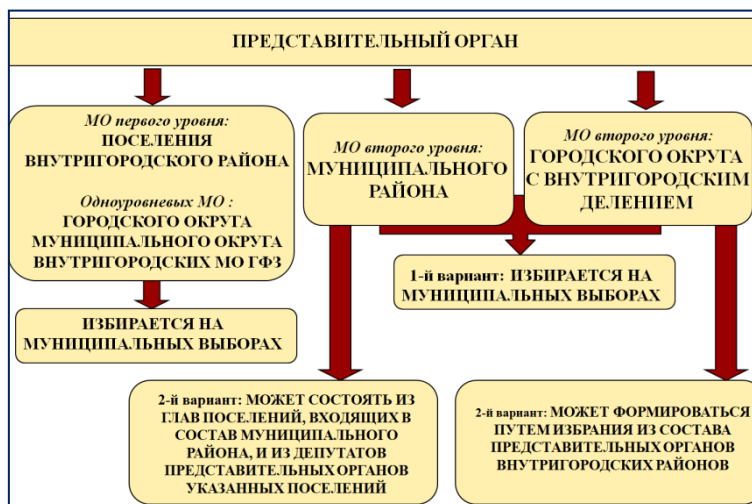 ПРЕДСТАВИТЕЛЬНЫЙ ОРГАН
МО первого уровня:
ПОСЕЛЕНИЯ
ВНУТРИГОРОДСКОГО РАЙОНА
Одноуровневых МО :
ГОРОДСКОГО ОКРУГА
МУНИЦИПАЛЬНОГО ОКРУГА
ВНУТРИГОРОДСКИХ МО ГФЗ
ИЗБИРАЕТСЯ НА
МУНИЦИПАЛЬНЫХ ВЫБОРАХ
МО второго уровня:
МУНИЦИПАЛЬНОГО
РАЙОНА
МО второго уровня:
ГОРОДСКОГО ОКРУГА
С ВНУТРИГОРОДСКИМ
ДЕЛЕНИЕМ
1-й вариант: ИЗБИРАЕТСЯ НА
МУНИЦИПАЛЬНЫХ ВЫБОРАХ
2-й вариант: МОЖЕТ СОСТОЯТЬ ИЗ
ГЛАВ ПОСЕЛЕНИЙ, ВХОДЯЩИХ В
СОСТАВ МУНИЦИПАЛЬНОГО
РАЙОНА, И ИЗ ДЕПУТАТОВ
ПРЕДСТАВИТЕЛЬНЫХ ОРГАНОВ
УКАЗАННЫХ ПОСЕЛЕНИЙ
2-й вариант: МОЖЕТ ФОРМИРОВАТЬСЯ
ПУТЕМ ИЗБРАНИЯ ИЗ СОСТАВА
ПРЕДСТАВИТЕЛЬНЫХ ОРГАНОВ
ВНУТРИГОРОДСКИХ РАЙОНОВ